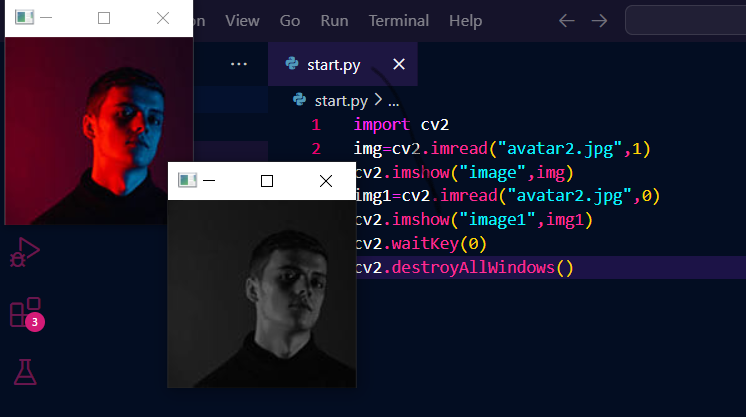 on View Go Run Terminal Help
start.py
start.py > ...
1 import cv2
2 img=cv2.imread("avatar2.jpg",1)
cv2.imshow("image",img)
img1=cv2.imread("avatar2.jpg",0)
cv2.imshow("image1",img1)
cv2.waitKey(0)
cv2.destroyAllWindows()
3